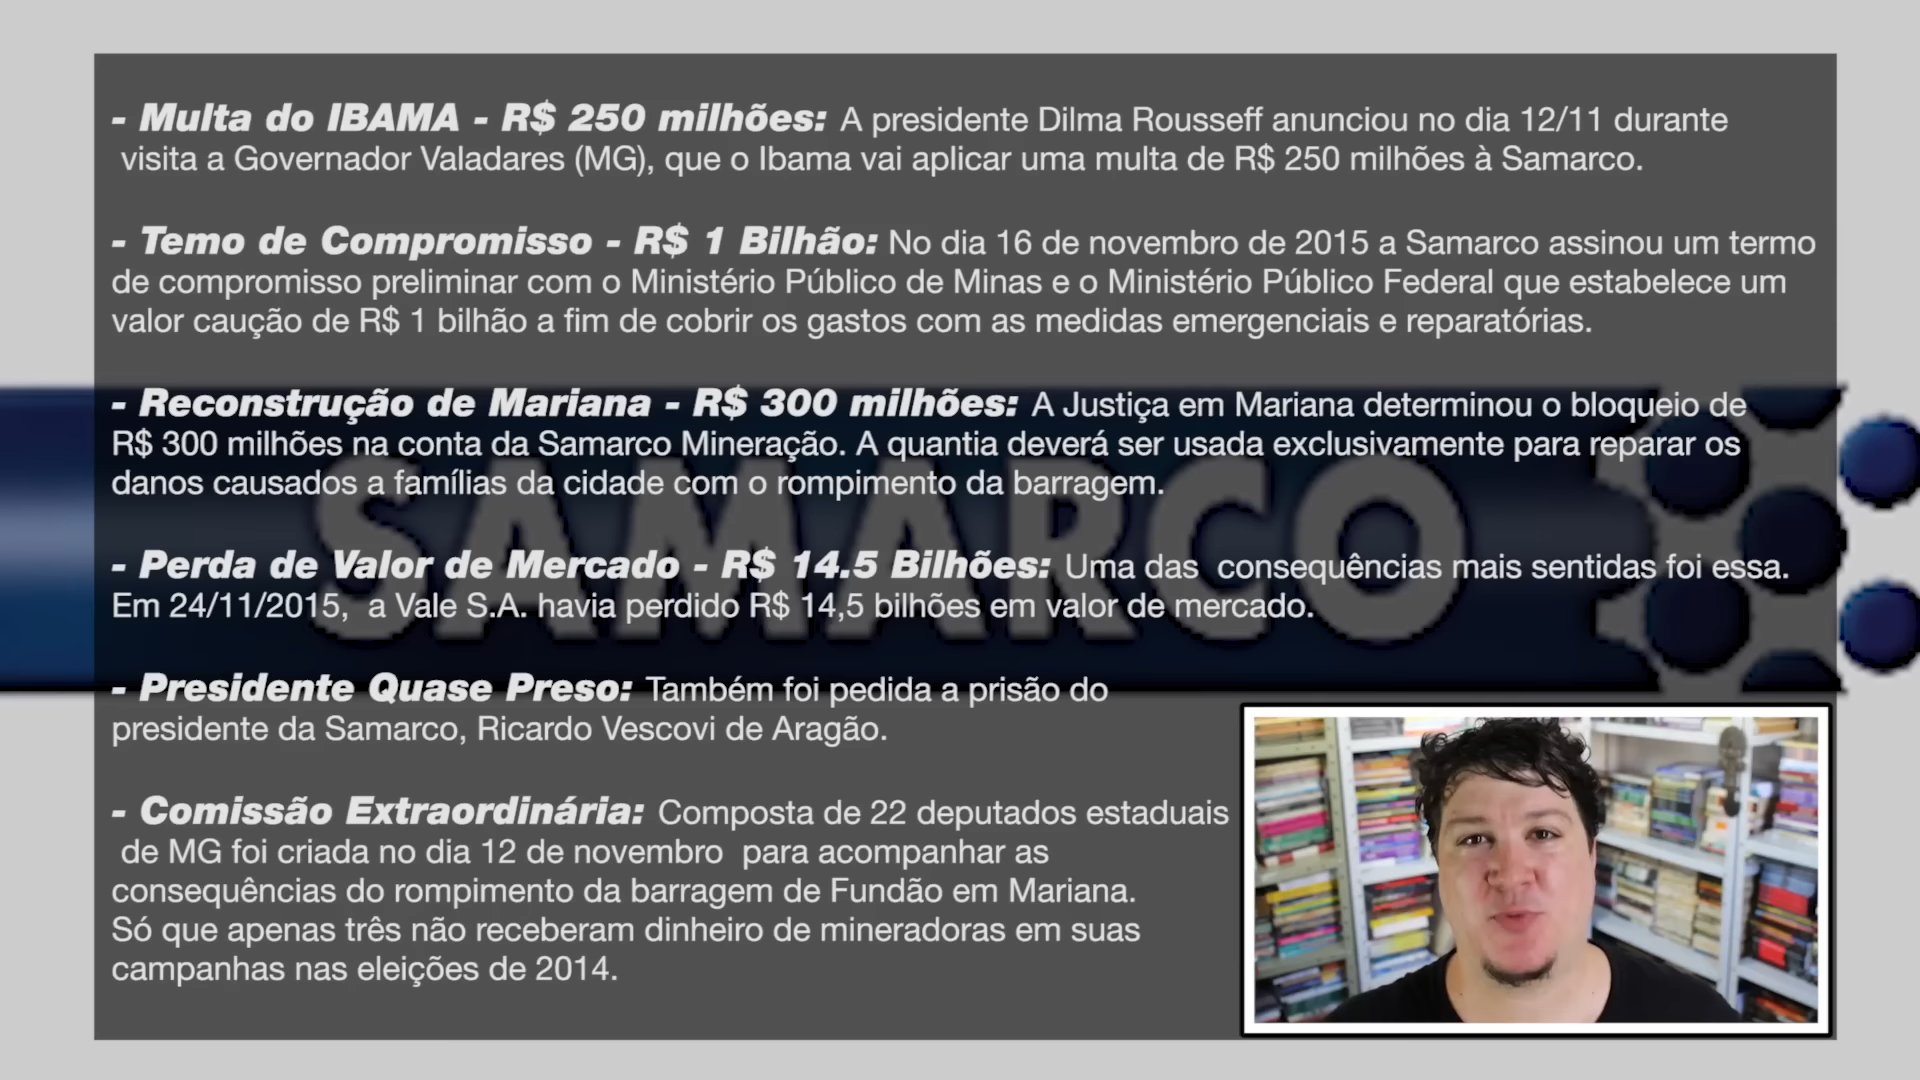 - Multa do IBAMA - R$ 250 milhões: A presidente Dilma Rousseff anunciou no dia 12/11 durante
visita a Governador Valadares (MG), que o Ibama vai aplicar uma multa de R$ 250 milhões à Samarco.
- Temo de Compromisso - R$ 1 Bilhão: No dia 16 de novembro de 2015 a Samarco assinou um termo
de compromisso preliminar com o Ministério Público de Minas e o Ministério Público Federal que estabelece um
valor caução de R$ 1 bilhão a fim de cobrir os gastos com as medidas emergenciais e reparatórias.
- Reconstrução de Mariana - R$ 300 milhões: A Justiça em Mariana determinou o bloqueio de
R$ 300 milhões na conta da Samarco Mineração. A quantia deverá ser usada exclusivamente para reparar os
danos causados a famílias da cidade com o rompimento da barragem.
SAMARCO
- Perda de Valor de Mercado - R$ 14.5 Bilhões: Uma das  consequências mais sentidas foi essa.
Em 24/11/2015,  a Vale S.A. havia perdido R$ 14,5 bilhões em valor de mercado.
- Presidente Quase Preso: Também foi pedida a prisão do
presidente da Samarco, Ricardo Vescovi de Aragão.
- Comissão Extraordinária: Composta de 22 deputados estaduais
de MG foi criada no dia 12 de novembro  para acompanhar as
consequências do rompimento da barragem de Fundão em Mariana.
Só que apenas três não receberam dinheiro de mineradoras em suas
campanhas nas eleições de 2014.